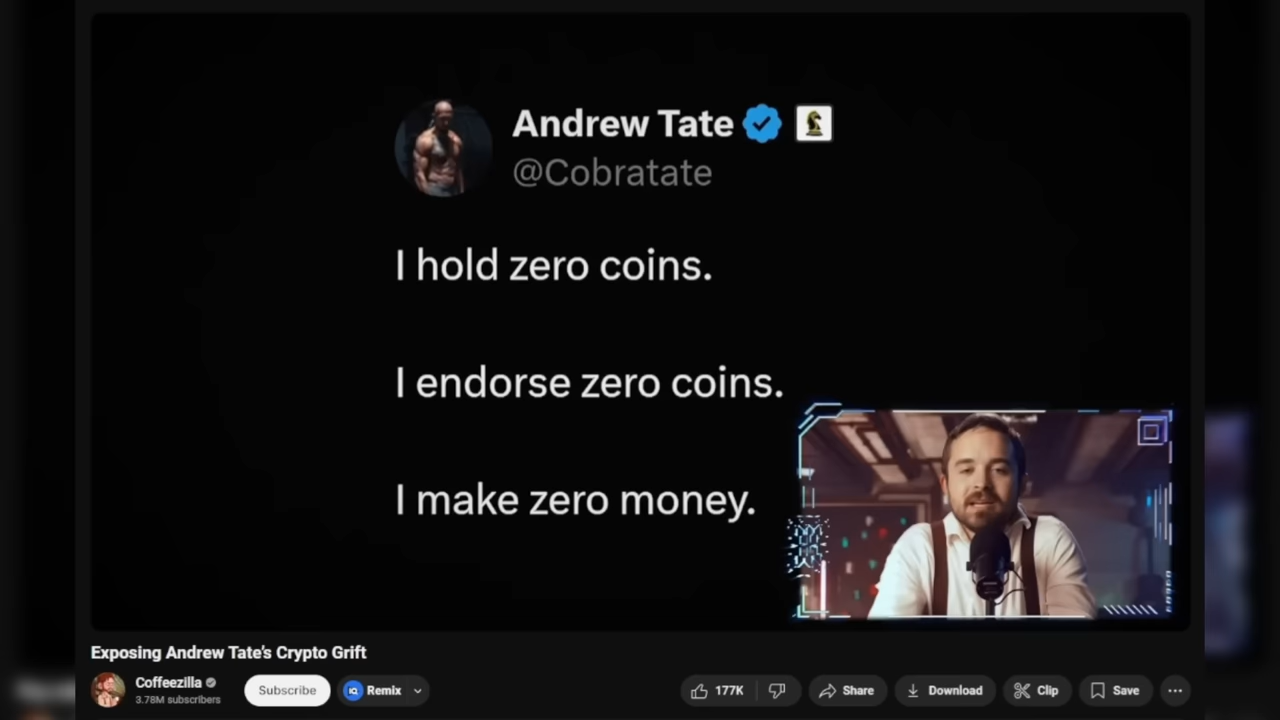 Andrew Tate
@Cobratate
I hold zero coins.
I endorse zero coins.
I make zero money.
Exposing Andrew Tate's Crypto Grift
Coffeezilla
3.78M subscribers
Subscribe
IQ Remix
177K
Share
Download
Clip
Save